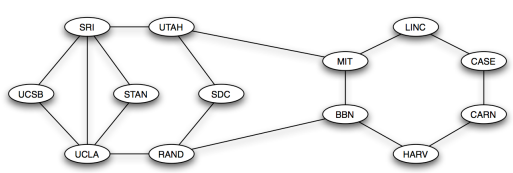 SRI UTAH LINC
MIT CASE
UCSB STAN SDC
BBN CARN
UCLA RAND HARV